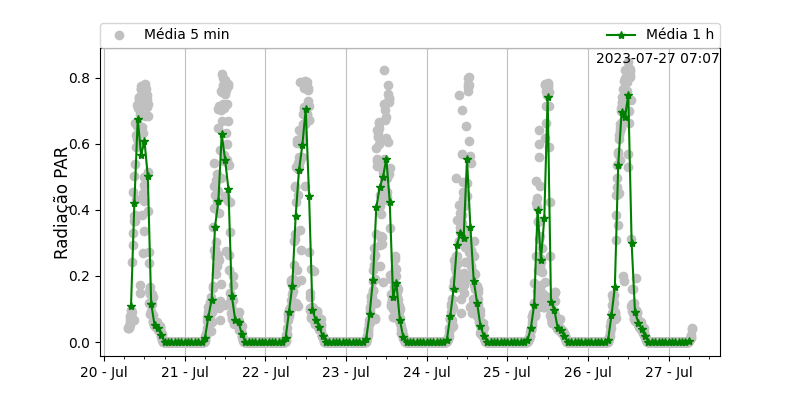 Média 5 min
Média 1 h
2023-07-27 07:07
Radiação PAR
0.8
0.6
0.4
0.2
0.0
20 - Jul
21 - Jul
22 - Jul
23 - Jul
24 - Jul
25 - Jul
26 - Jul
27 - Jul